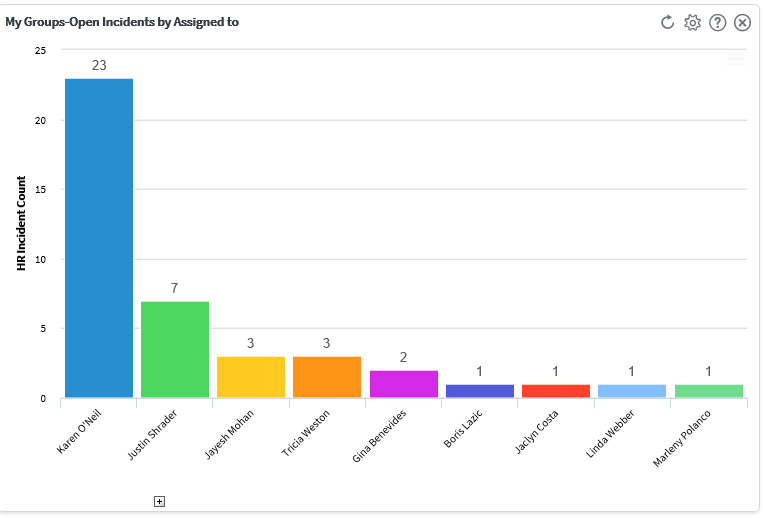 My Groups-Open Incidents by Assigned to
25
20
15
10
5
0
HR Incident Count
23
7
3
3
2
1
1
1
1
Karen O'Neil
Justin Shrader
Jayesh Mohan
Tricia Weston
Gina Benevides
Boris Lazic
Jaclyn Costa
Linda Webber
Marleny Polanco